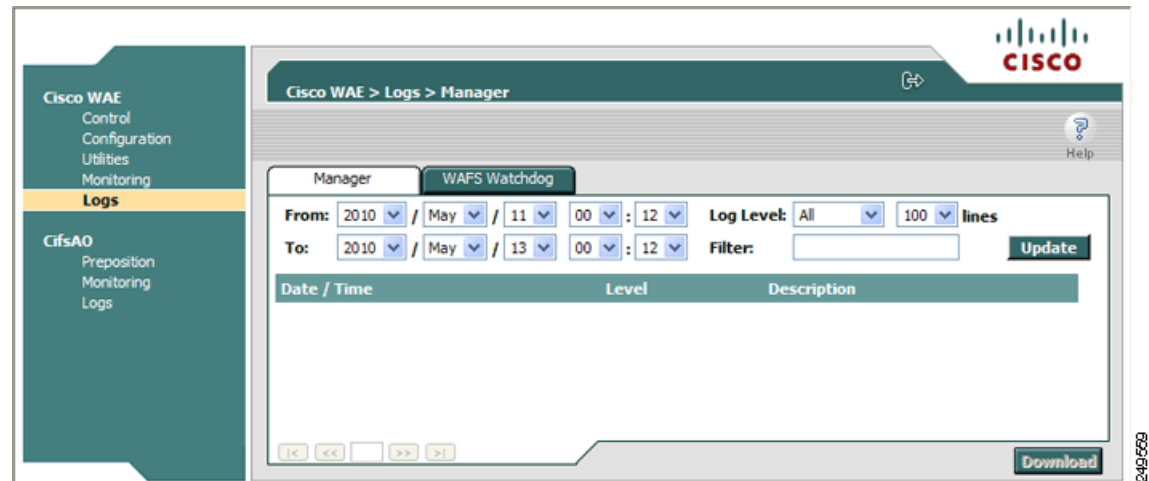 CISCO
Cisco WAE
Control
Configuration
Utilities
Monitoring
Logs
CifsAO
Preposition
Monitoring
Logs
Cisco WAE > Logs > Manager
?
Help
Manager
WAFS Watchdog
From: 2010 / May / 11 00 : 12 Log Level: All 100 lines
To: 2010 / May / 13 00 : 12 Filter: Update
Date / Time Level Description
|< << >> >|
Download
249559